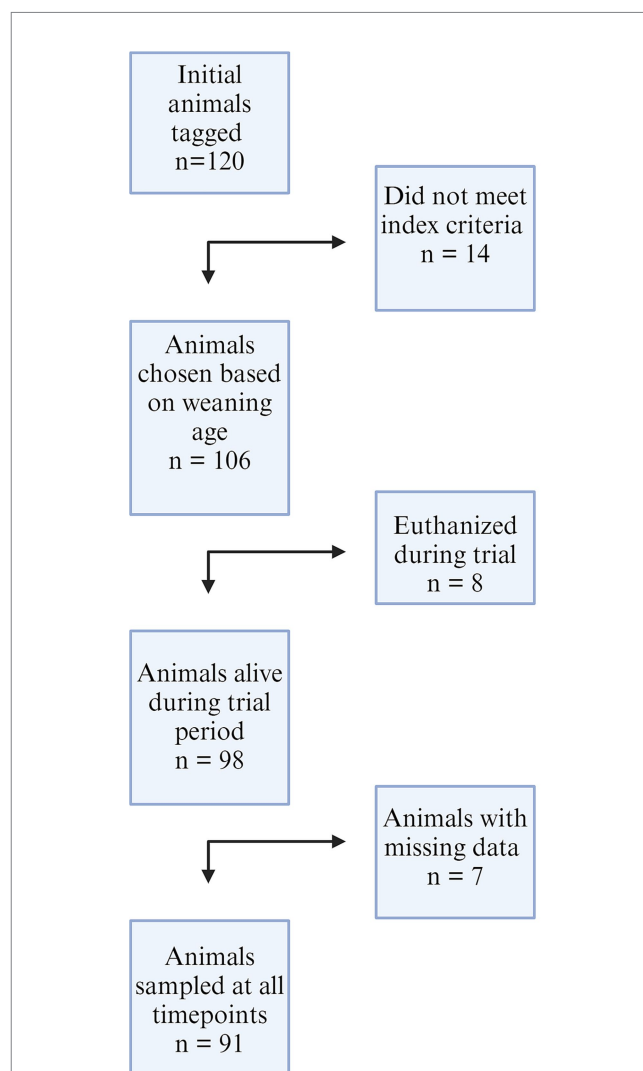 Initial
animals
tagged
n=120
Did not meet
index criteria
n = 14
Animals
chosen based
on weaning
age
n = 106
Euthanized
during trial
n = 8
Animals alive
during trial
period
n = 98
Animals with
missing data
n = 7
Animals
sampled at all
timepoints
n = 91